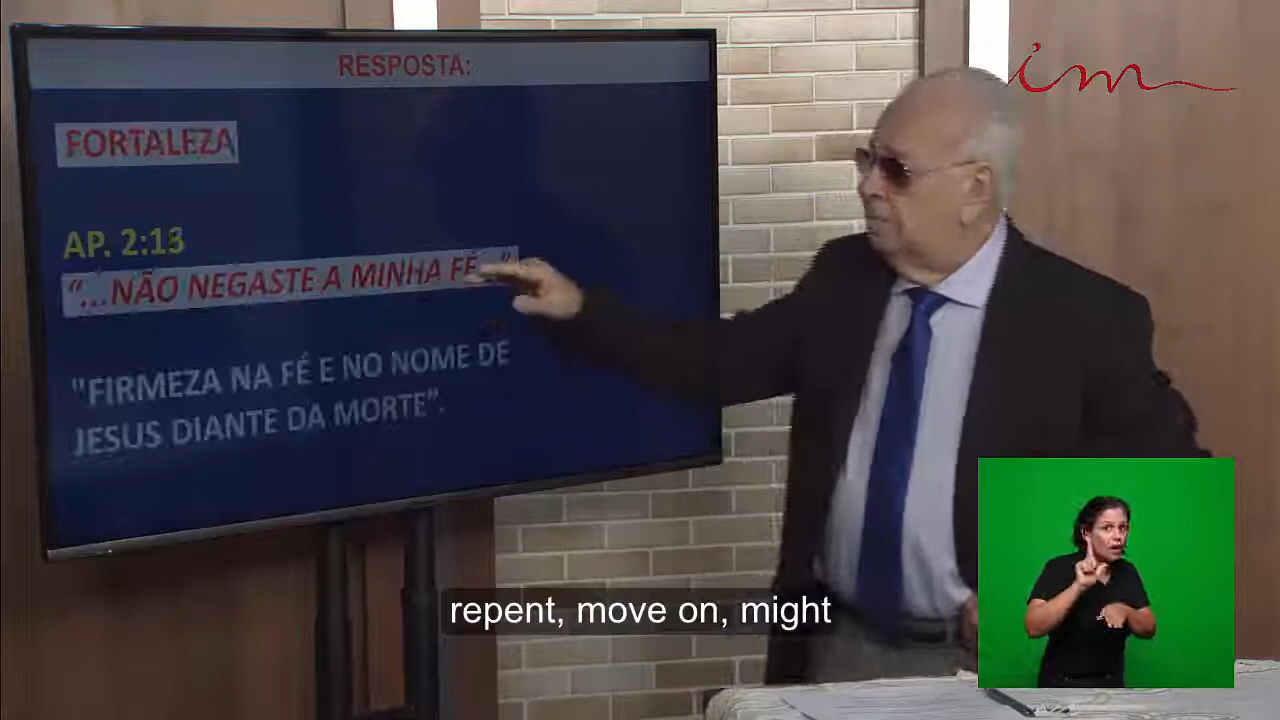 RESPOSTA:
im
FORTALEZA
AP. 2:13
“...NÃO NEGASTE A MINHA FÉ...”
"FIRMEZA NA FÉ E NO NOME DE
JESUS DIANTE DA MORTE”.
repent, move on, might